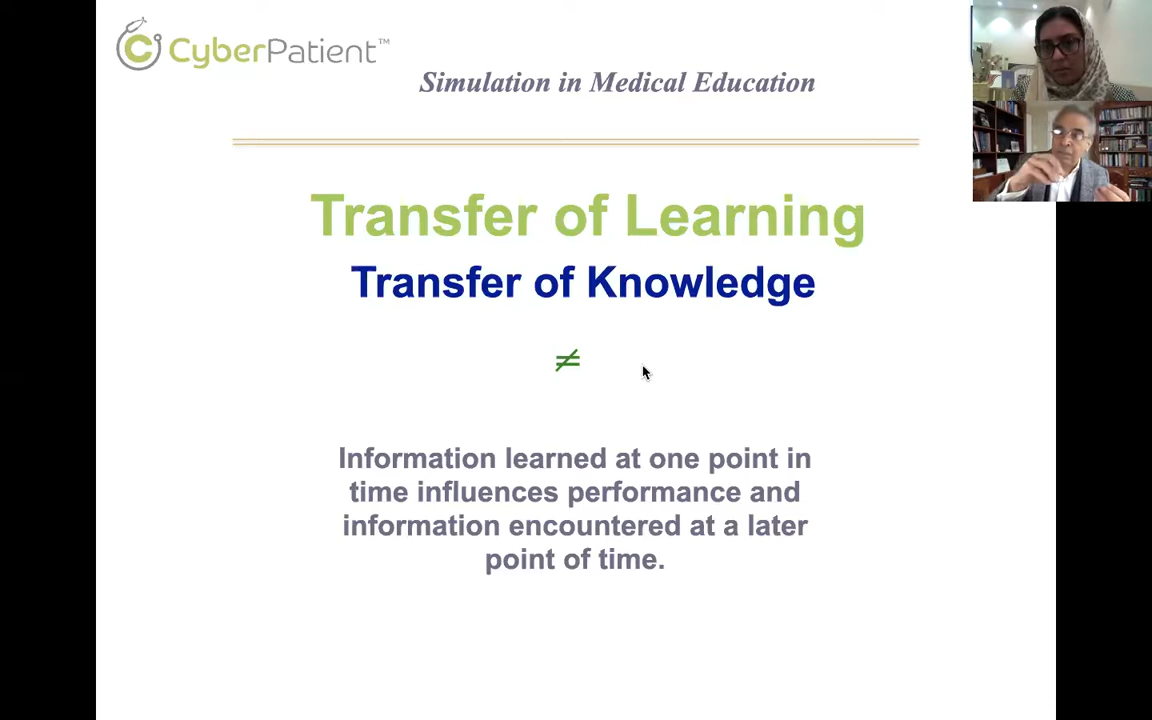 CyberPatient™
Simulation in Medical Education
Transfer of Learning
Transfer of Knowledge
≠
Information learned at one point in
time influences performance and
information encountered at a later
point of time.